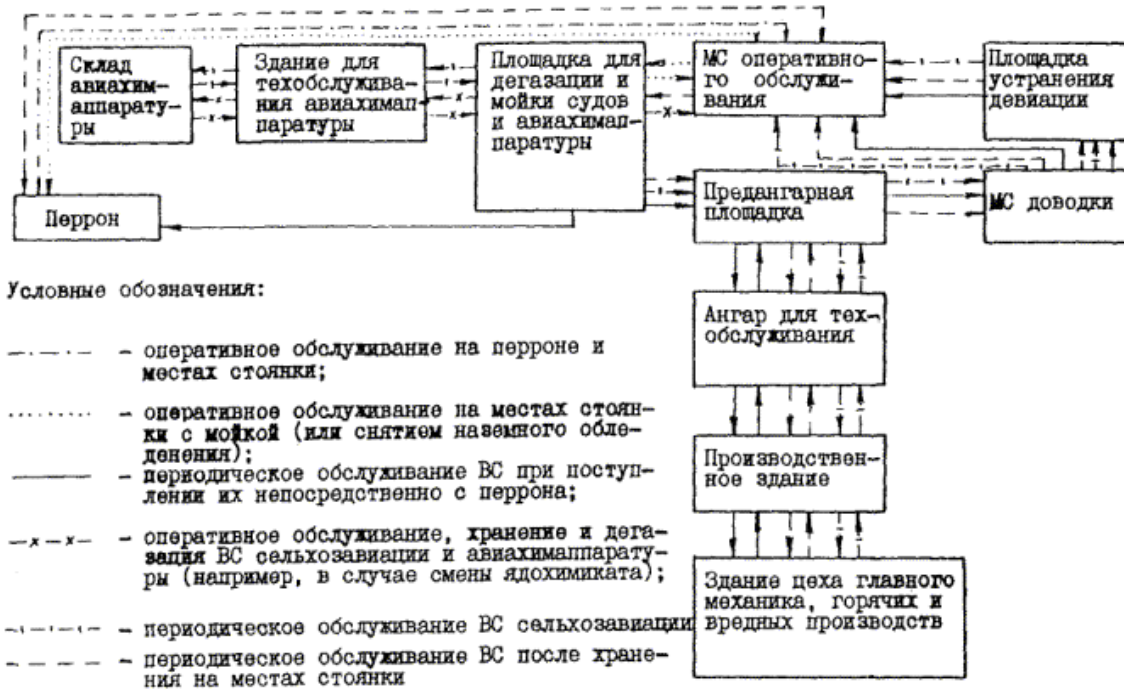 Склад
авиахим-
аппарату-
ры
Здание для
техобслужи-
вания авиахимап
паратуры
Площадка для
дегазации и
мойки судов
и авиахимап-
паратуры
МС оперативно-
го обслужи-
вания
Площадка
устранения
девиации
Перрон
Предангарная
площадка
МС доводки
Ангар для тех-
обслуживания
Производствен-
ное здание
Здание цеха главного
механика, горячих и
вредных производств
Условные обозначения:
– оперативное обслуживание на перроне и
местах стоянки;
– оперативное обслуживание на местах стоян-
ки с мойкой (или снятием наземного обле-
денения);
– периодическое обслуживание ВС при поступ-
лении их непосредственно с перрона;
– оперативное обслуживание, хранение и дега-
зация ВС сельхозавиации и авиахимаппарату-
ры (например, в случае смены ядохимиката);
– периодическое обслуживание ВС сельхозавиации
– периодическое обслуживание ВС после хране-
ния на местах стоянки